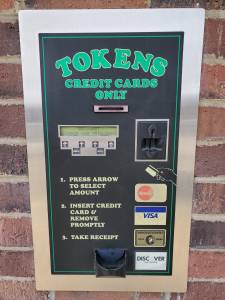 TOKENS
CREDIT CARDS
ONLY
1. PRESS ARROW
TO SELECT
AMOUNT
2. INSERT CREDIT
CARD &
REMOVE
PROMPTLY
3. TAKE RECEIPT
VISA
DISCOVER